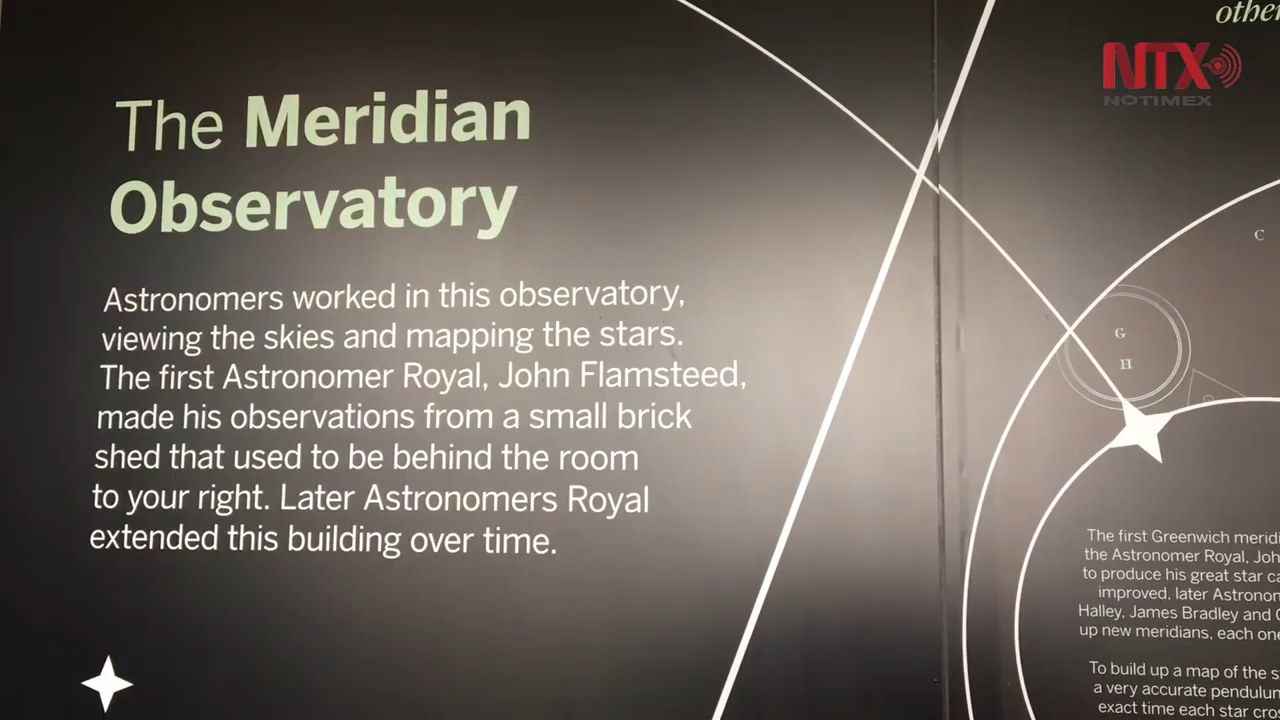 The Meridian
Observatory
Astronomers worked in this observatory,
viewing the skies and mapping the stars.
The first Astronomer Royal, John Flamsteed,
made his observations from a small brick
shed that used to be behind the room
to your right. Later Astronomers Royal
extended this building over time.
NTX
NOTIMEX
C
G
H
The first Greenwich
the Astronomer Royal,
to produce his great star
improved, later
Halley, James Bradley and
up new meridians, each
To build up a map of the
a very accurate
exact time each star